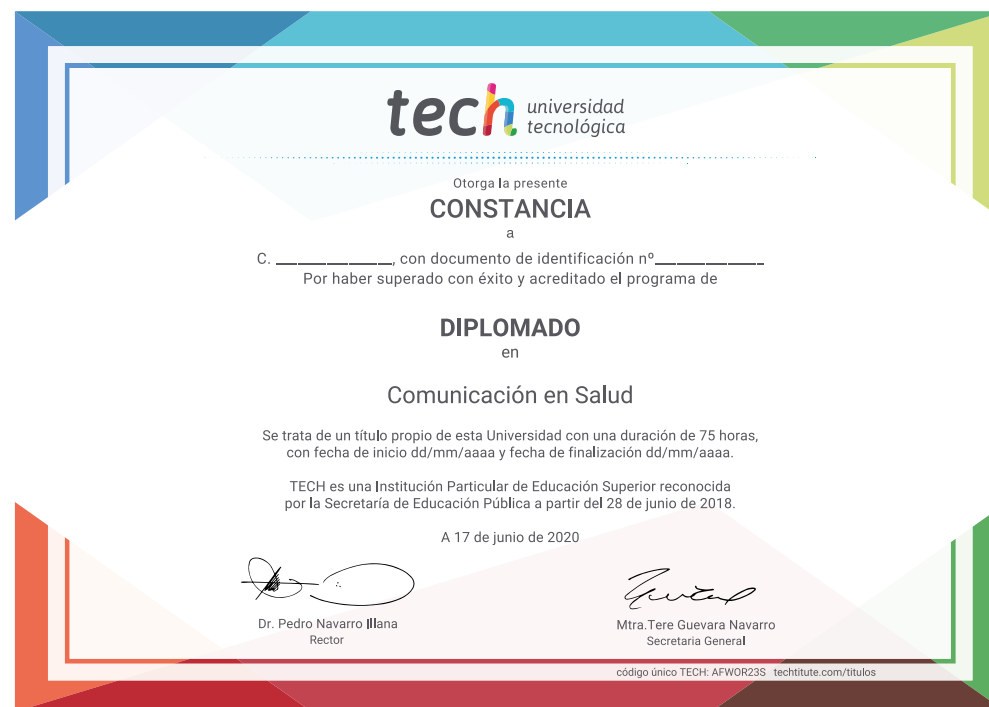 tech universidad
tecnológica
Otorga la presente
CONSTANCIA
a
C. ______________, con documento de identificación nº_____________
Por haber superado con éxito y acreditado el programa de
DIPLOMADO
en
Comunicación en Salud
Se trata de un título propio de esta Universidad con una duración de 75 horas,
con fecha de inicio dd/mm/aaaa y fecha de finalización dd/mm/aaaa.
TECH es una Institución Particular de Educación Superior reconocida
por la Secretaría de Educación Pública a partir del 28 de junio de 2018.
A 17 de junio de 2020
Dr. Pedro Navarro Illana
Rector
Mtra.Tere Guevara Navarro
Secretaria General
código único TECH: AFWOR23S techtitute.com/titulos